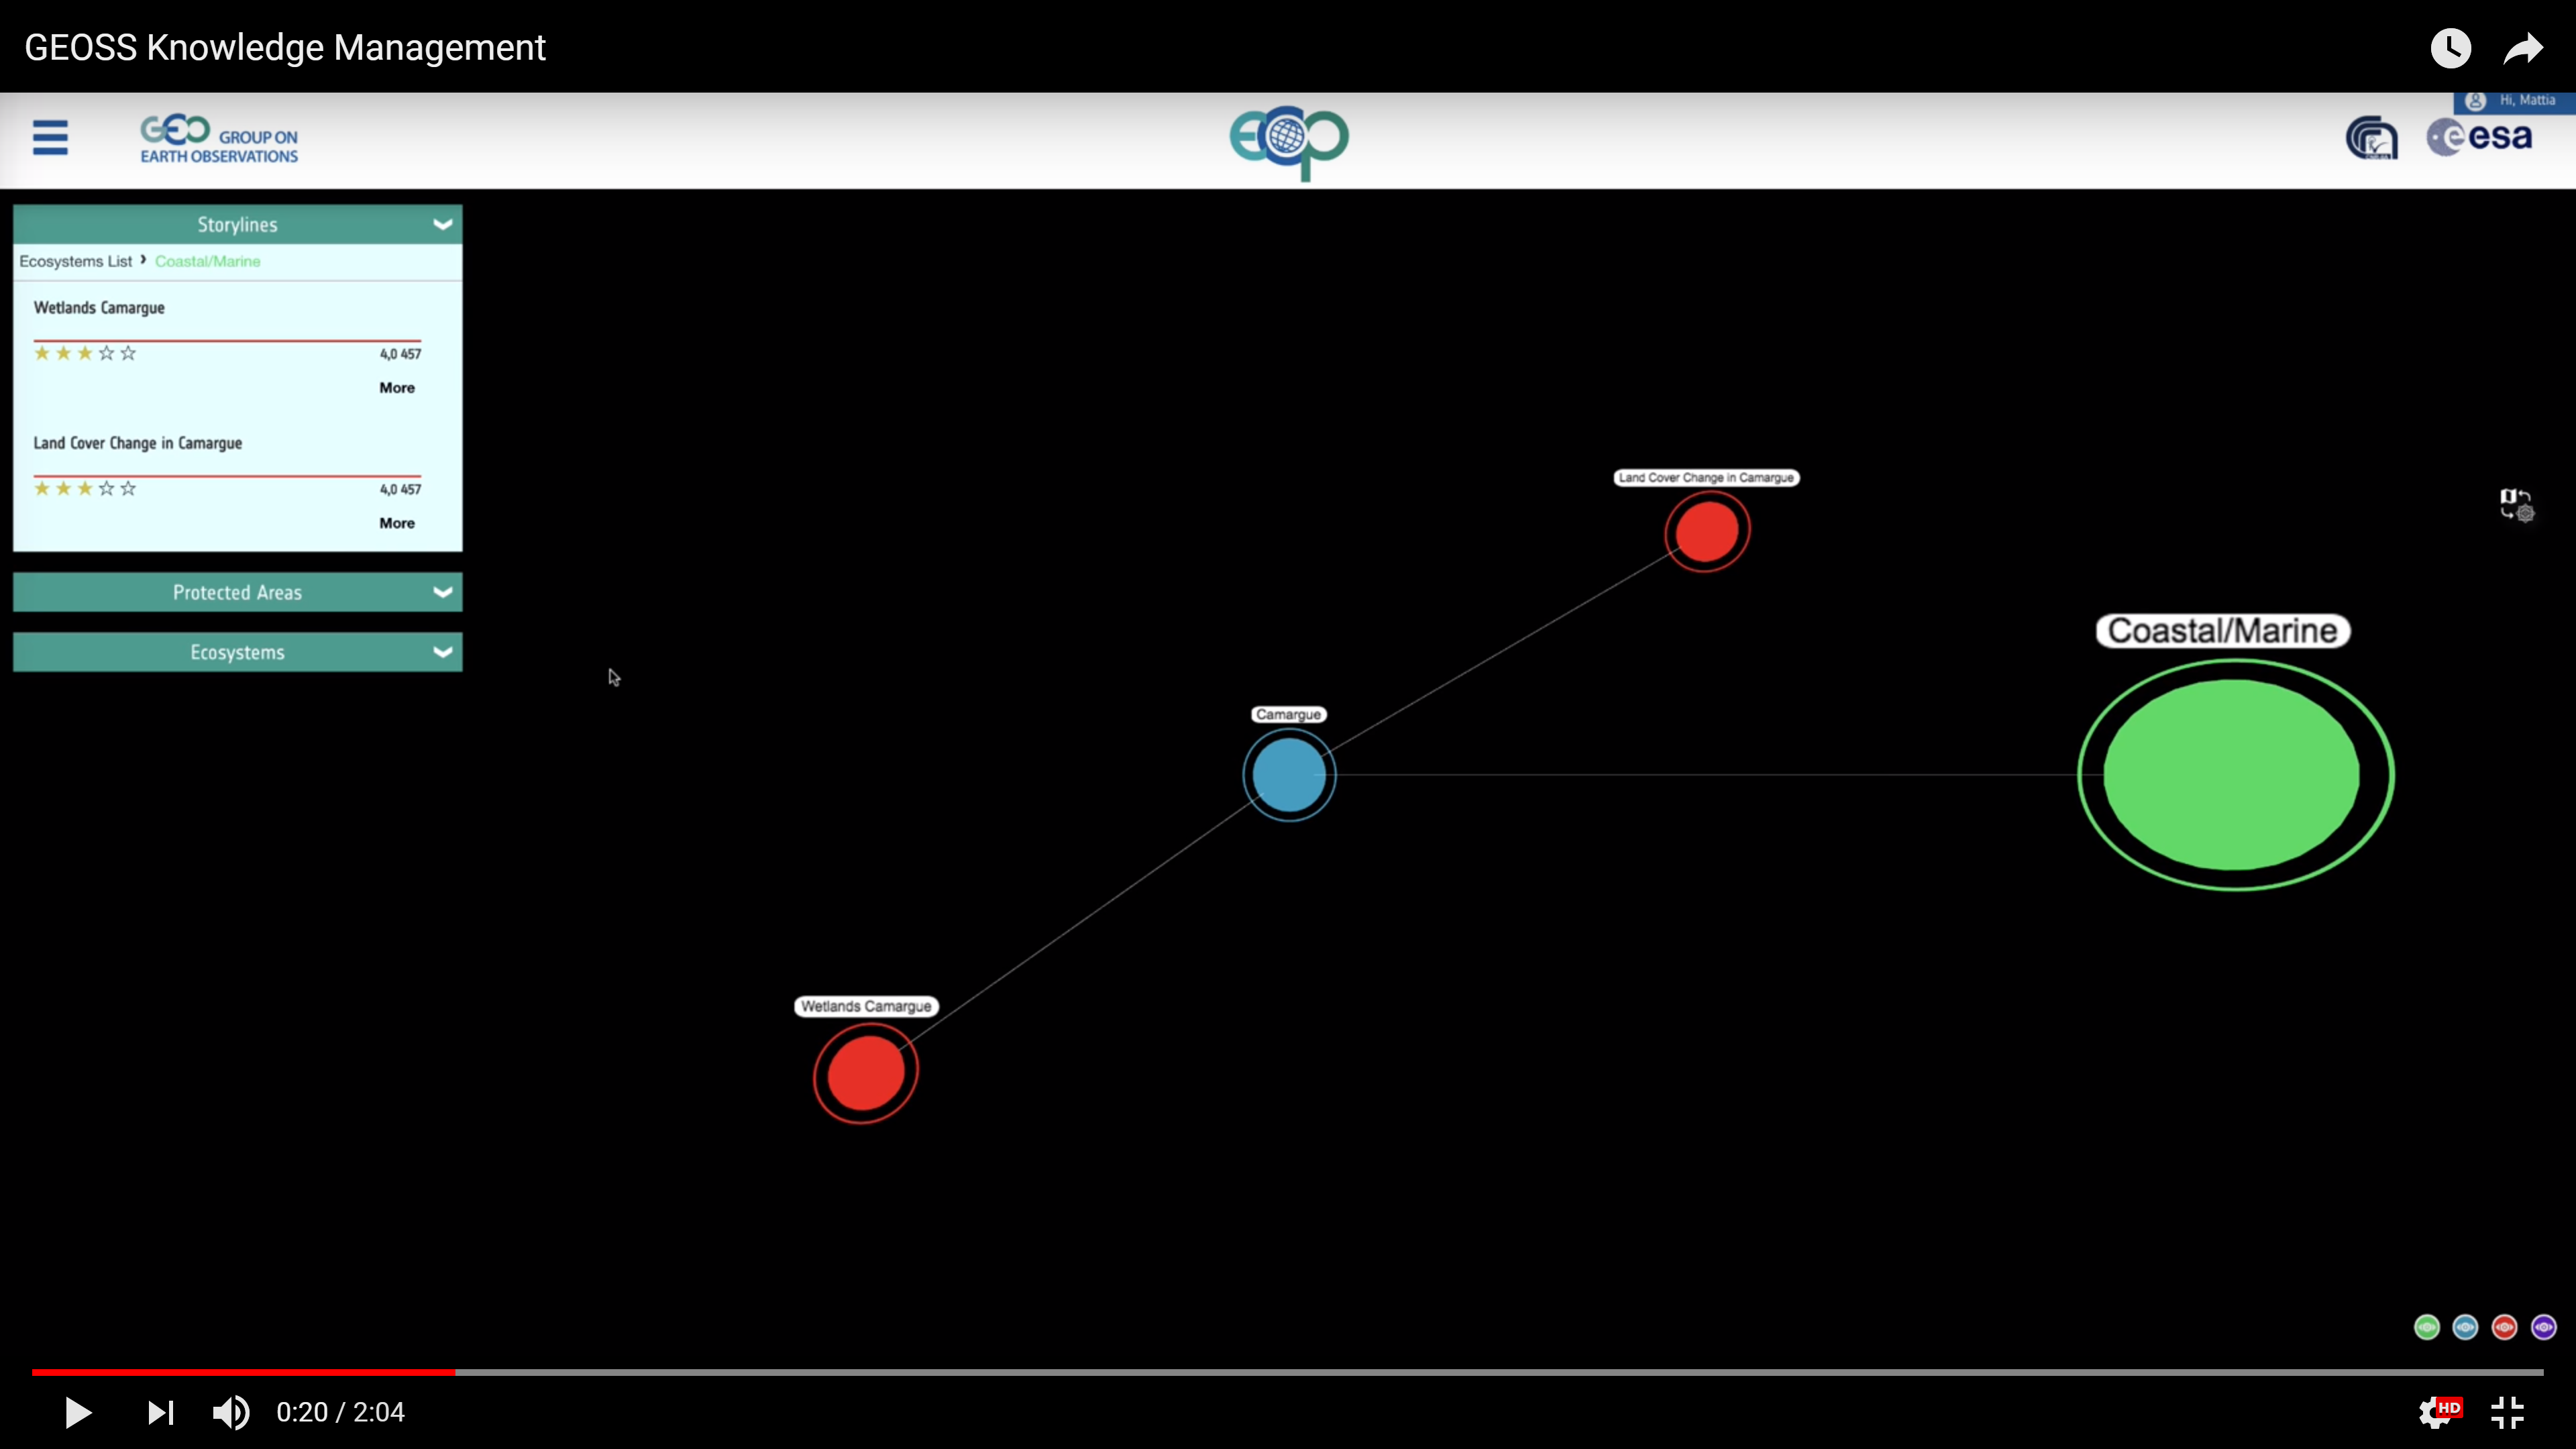 GEOSS Knowledge Management
Hi, Mattia
GEO GROUP ON
EARTH OBSERVATIONS
ecp
esa
Storylines
Ecosystems List › Coastal/Marine
Wetlands Camargue
4,0 457
More
Land Cover Change in Camargue
4,0 457
More
Protected Areas
Ecosystems
Land Cover Change in Camargue
Coastal/Marine
Camargue
Wetlands Camargue
0:20 / 2:04
HD